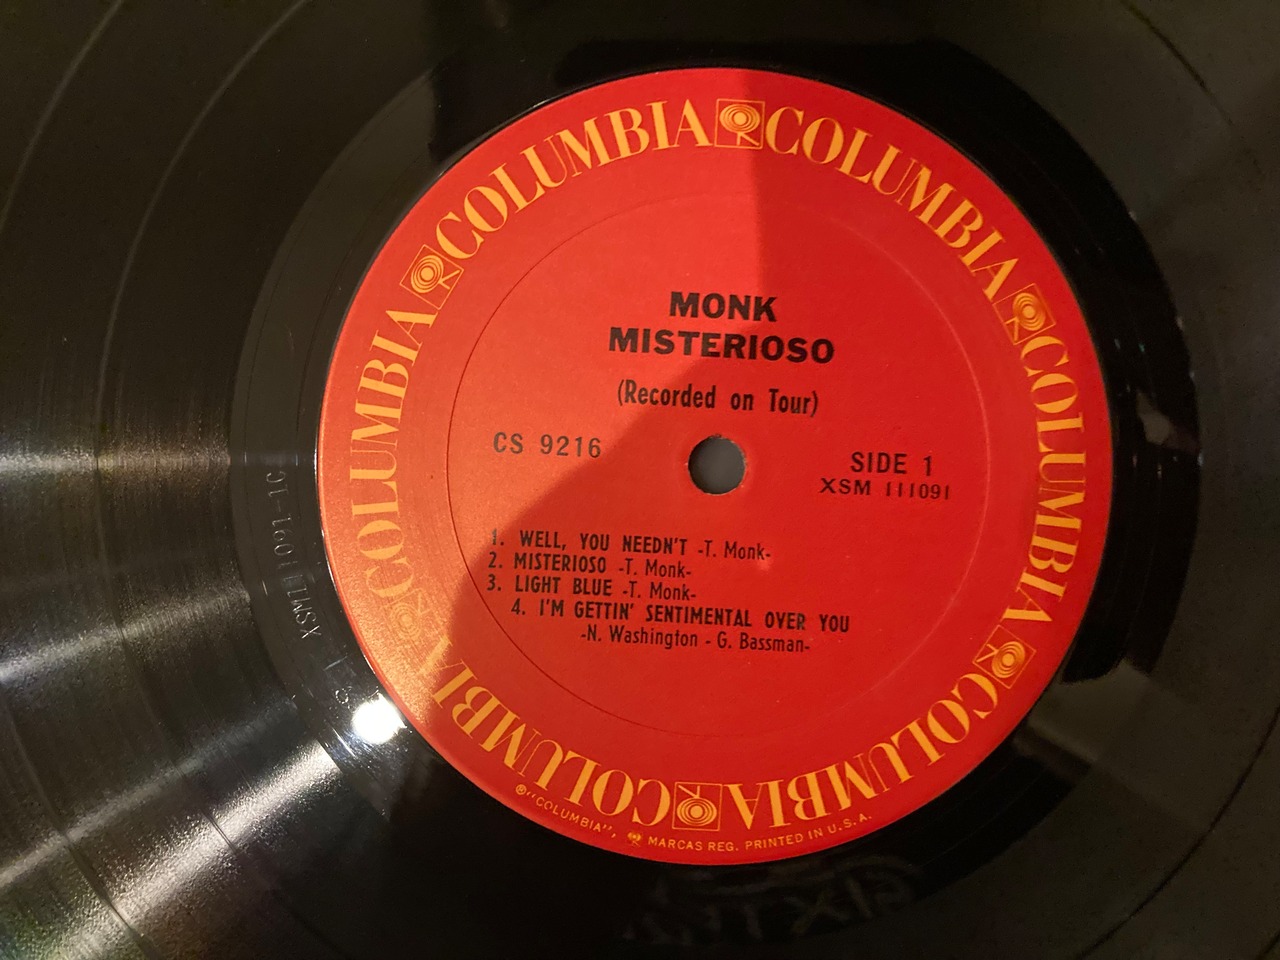 COLUMBIA COLUMBIA COLUMBIA COLUMBIA COLUMBIA COLUMBIA
MONK
MISTERIOSO
(Recorded on Tour)
CS 9216
SIDE 1
XSM 111091
1. WELL, YOU NEEDN'T -T. Monk-
2. MISTERIOSO -T. Monk-
3. LIGHT BLUE -T. Monk-
4. I'M GETTIN' SENTIMENTAL OVER YOU
-N. Washington - G. Bassman-
®"COLUMBIA", MARCAS REG. PRINTED IN U.S.A.
XSM111091-1C